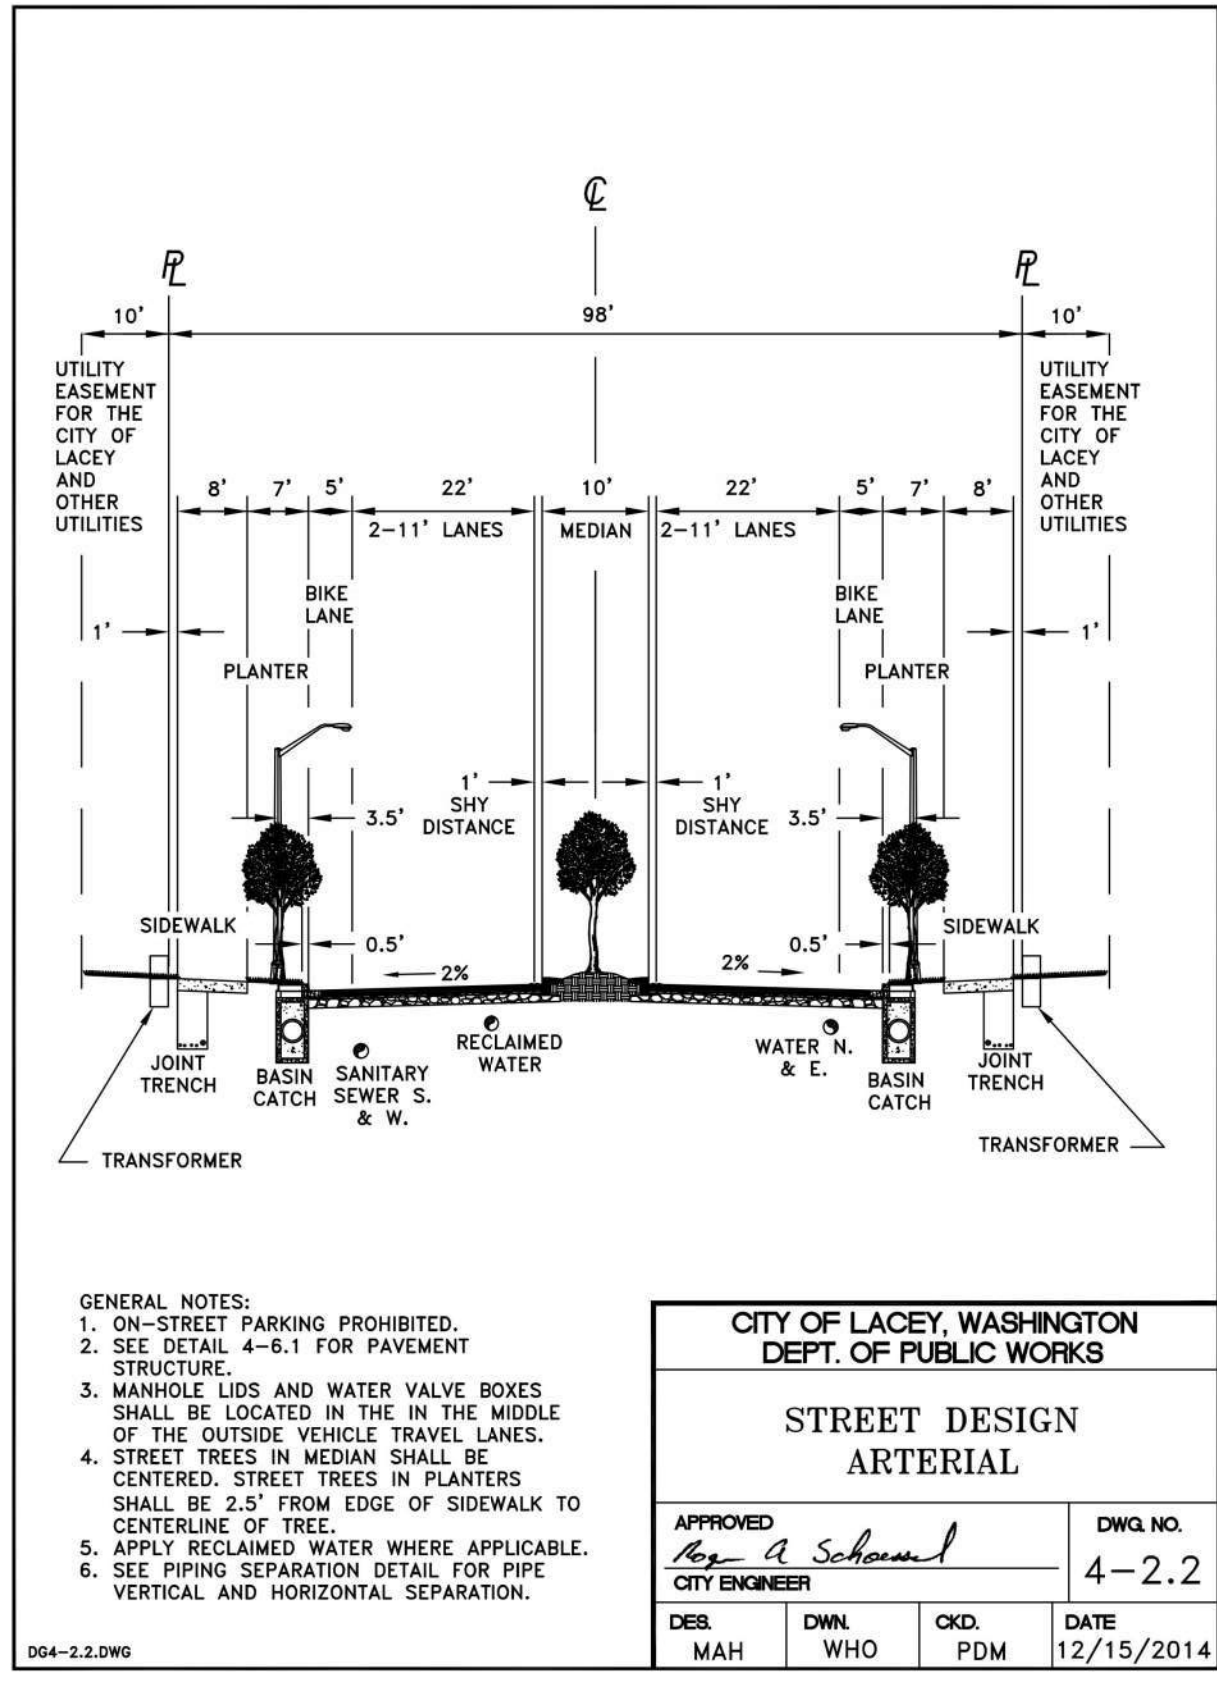 ℄
℄
℄
10' 98' 10'
UTILITY
EASEMENT
FOR THE
CITY OF
LACEY
AND
OTHER
UTILITIES
UTILITY
EASEMENT
FOR THE
CITY OF
LACEY
AND
OTHER
UTILITIES
8' 7' 5' 22' 10' 22' 5' 7' 8'
2-11' LANES MEDIAN 2-11' LANES
BIKE
LANE
BIKE
LANE
1' 1'
PLANTER PLANTER
1'
SHY
DISTANCE
1'
SHY
DISTANCE
3.5' 3.5'
SIDEWALK SIDEWALK
0.5' 0.5'
2% 2%
JOINT
TRENCH
BASIN
CATCH
SANITARY
SEWER S.
& W.
RECLAIMED
WATER
WATER N.
& E.
BASIN
CATCH
JOINT
TRENCH
TRANSFORMER
TRANSFORMER
GENERAL NOTES:
1. ON-STREET PARKING PROHIBITED.
2. SEE DETAIL 4-6.1 FOR PAVEMENT
STRUCTURE.
3. MANHOLE LIDS AND WATER VALVE BOXES
SHALL BE LOCATED IN THE IN THE MIDDLE
OF THE OUTSIDE VEHICLE TRAVEL LANES.
4. STREET TREES IN MEDIAN SHALL BE
CENTERED. STREET TREES IN PLANTERS
SHALL BE 2.5' FROM EDGE OF SIDEWALK TO
CENTERLINE OF TREE.
5. APPLY RECLAIMED WATER WHERE APPLICABLE.
6. SEE PIPING SEPARATION DETAIL FOR PIPE
VERTICAL AND HORIZONTAL SEPARATION.
DG4-2.2.DWG
CITY OF LACEY, WASHINGTON
DEPT. OF PUBLIC WORKS
STREET DESIGN
ARTERIAL
APPROVED
Roger A Schoessel
CITY ENGINEER
DWG. NO.
4-2.2
DES.
MAH
DWN.
WHO
CKD.
PDM
DATE
12/15/2014